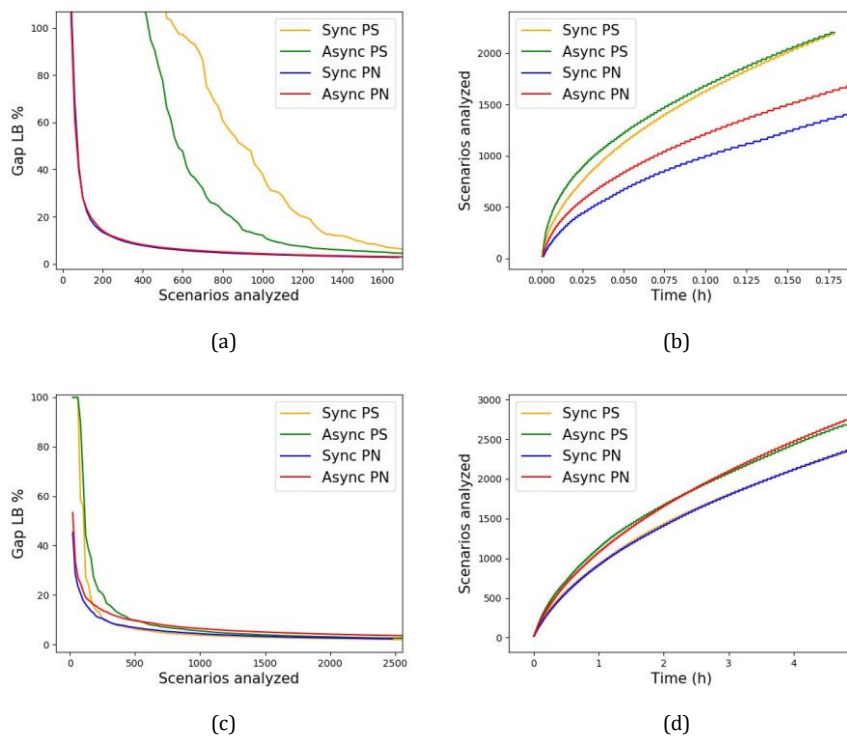 Gap LB %
100
80
60
40
20
0
Sync PS
Async PS
Sync PN
Async PN
0 200 400 600 800 1000 1200 1400 1600
Scenarios analyzed
(a)
Scenarios analyzed
2000
1500
1000
500
0
Sync PS
Async PS
Sync PN
Async PN
0.000 0.025 0.050 0.075 0.100 0.125 0.150 0.175
Time (h)
(b)
Gap LB %
100
80
60
40
20
0
Sync PS
Async PS
Sync PN
Async PN
0 500 1000 1500 2000 2500
Scenarios analyzed
(c)
Scenarios analyzed
3000
2500
2000
1500
1000
500
0
Sync PS
Async PS
Sync PN
Async PN
0 1 2 3 4
Time (h)
(d)